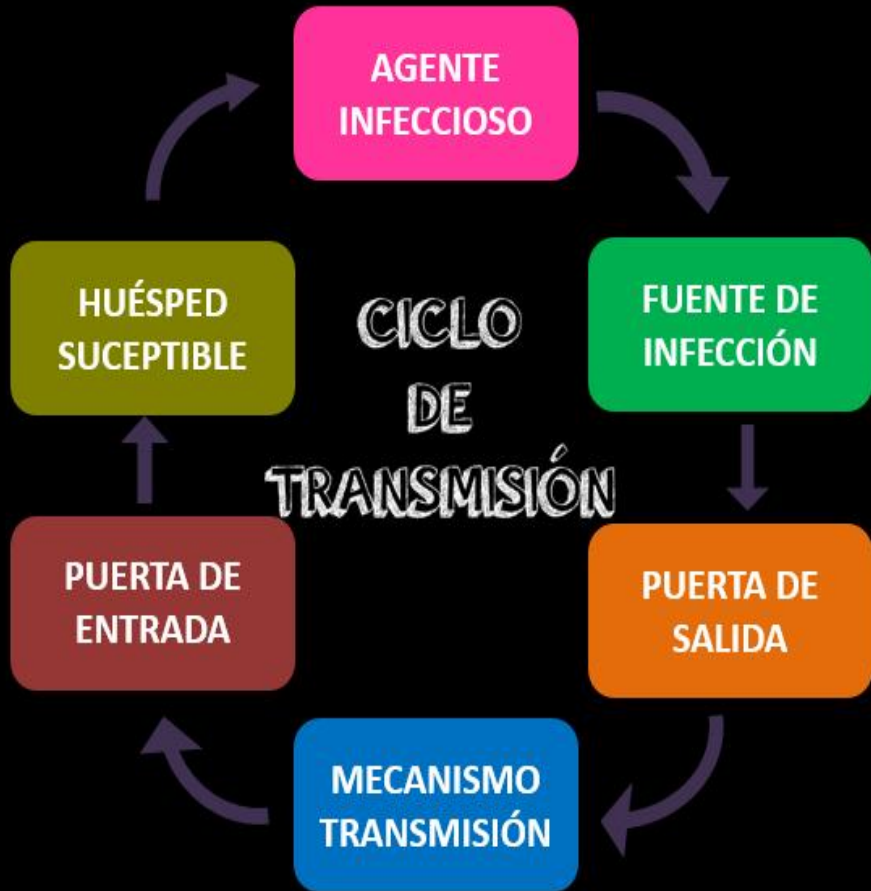 AGENTE
INFECCIOSO
FUENTE DE
INFECCIÓN
PUERTA DE
SALIDA
MECANISMO
TRANSMISIÓN
PUERTA DE
ENTRADA
HUÉSPED
SUCEPTIBLE
CICLO
DE
TRANSMISIÓN